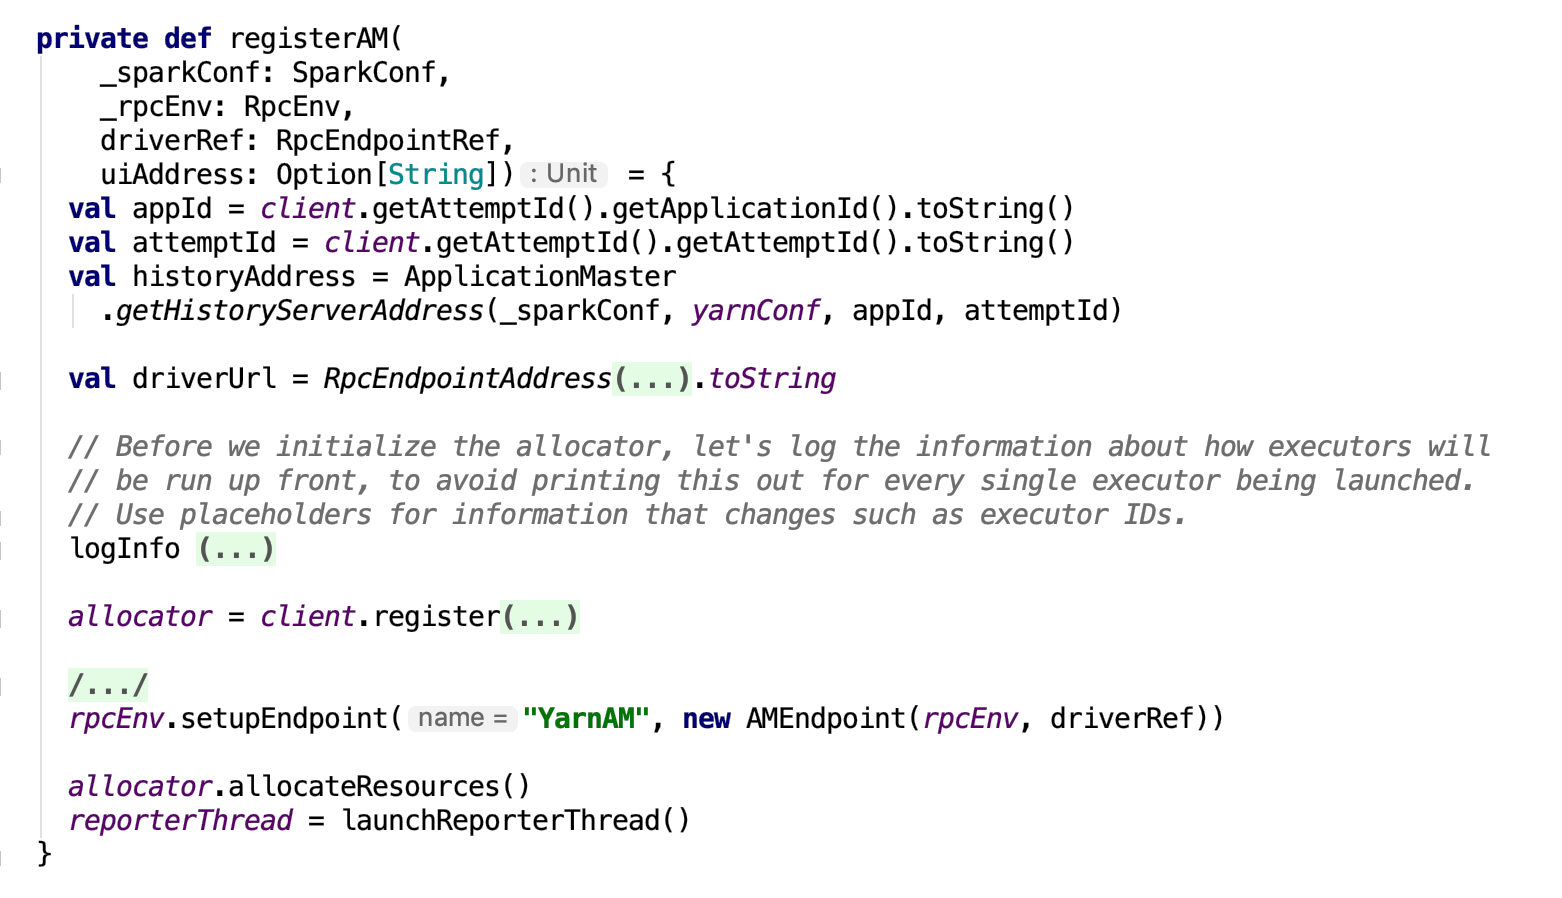 private def registerAM(
    _sparkConf: SparkConf,
    _rpcEnv: RpcEnv,
    driverRef: RpcEndpointRef,
    uiAddress: Option[String]) : Unit = {
  val appId = client.getAttemptId().getApplicationId().toString()
  val attemptId = client.getAttemptId().getAttemptId().toString()
  val historyAddress = ApplicationMaster
    .getHistoryServerAddress(_sparkConf, yarnConf, appId, attemptId)

  val driverUrl = RpcEndpointAddress(...).toString

  // Before we initialize the allocator, let's log the information about how executors will
  // be run up front, to avoid printing this out for every single executor being launched.
  // Use placeholders for information that changes such as executor IDs.
  logInfo (...)

  allocator = client.register(...)

  /.../
  rpcEnv.setupEndpoint( name = "YarnAM", new AMEndpoint(rpcEnv, driverRef))

  allocator.allocateResources()
  reporterThread = launchReporterThread()
}